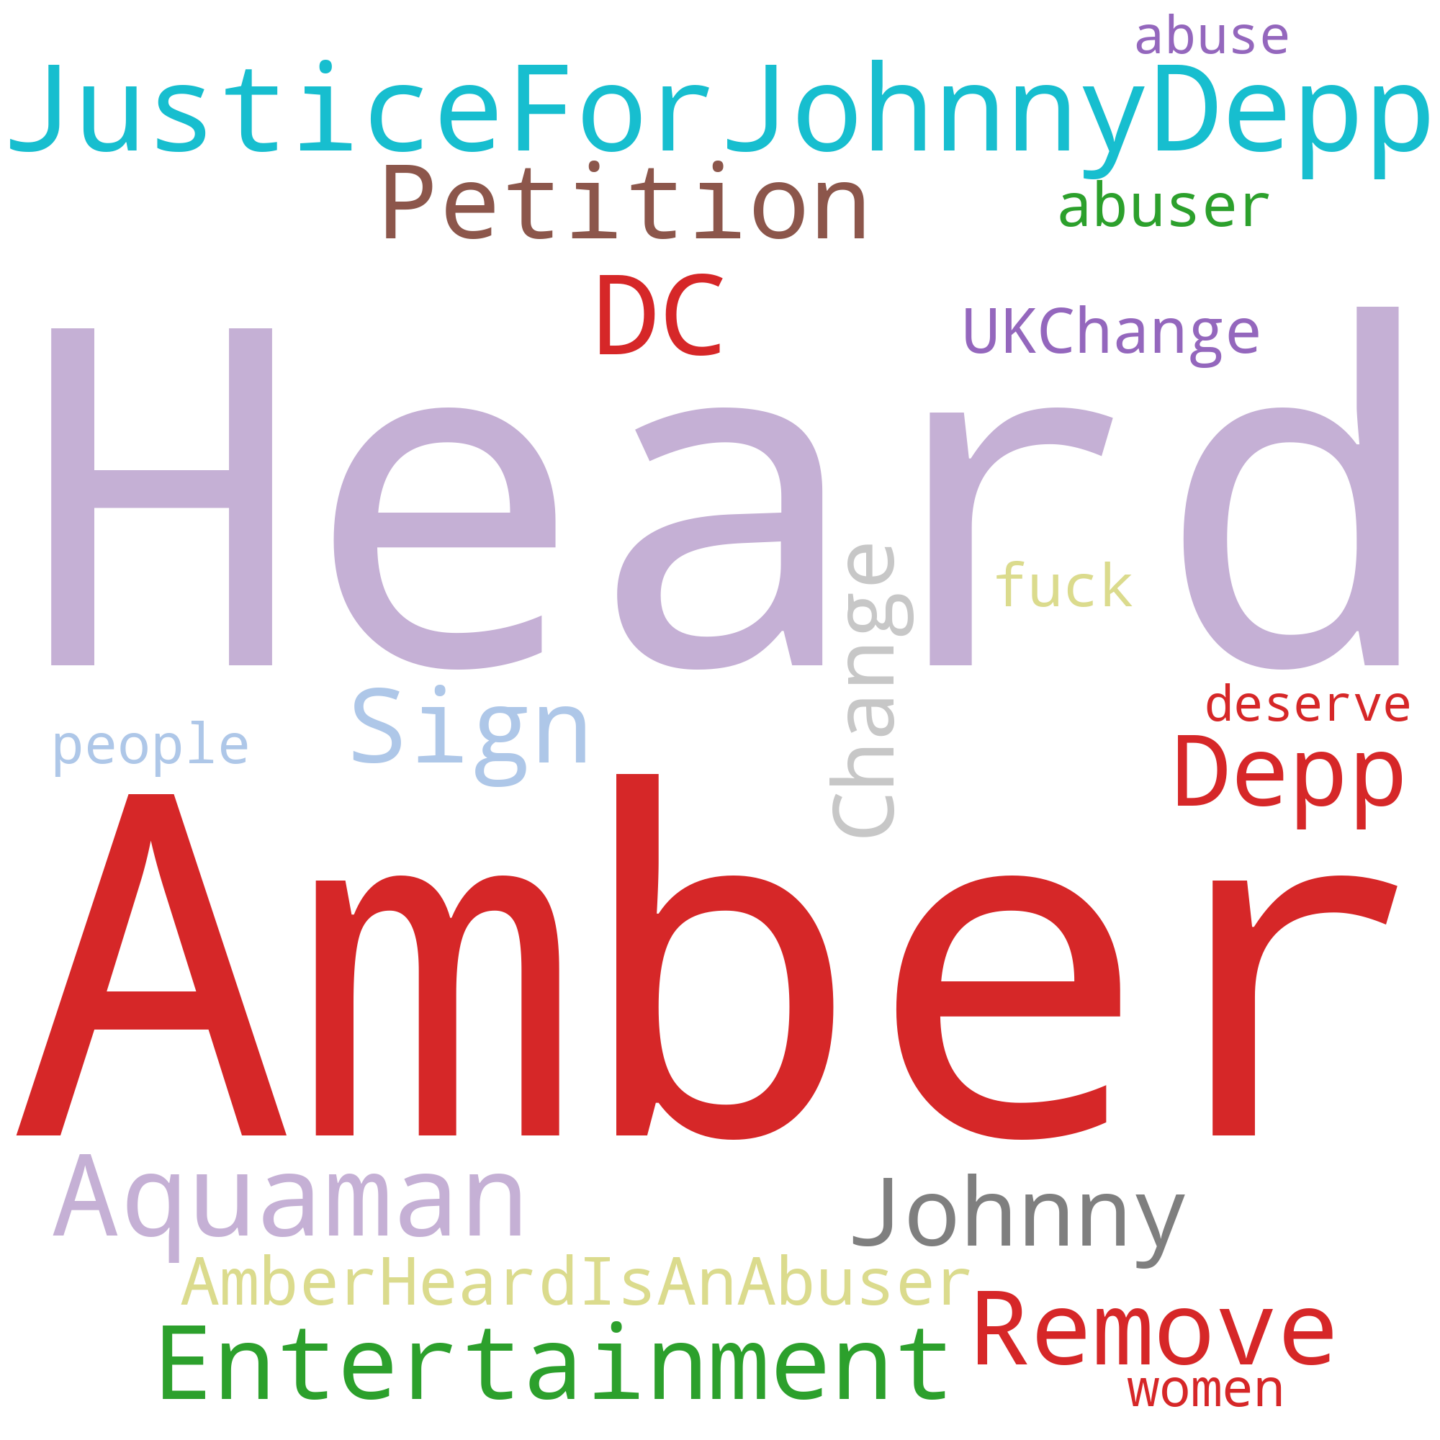 abuse
JusticeForJohnnyDepp
Petition
abuser
DC
UKChange
Heard
fuck
Change
Sign
people
deserve
Depp
Amber
Aquaman
Johnny
AmberHeardIsAnAbuser
Remove
Entertainment
women